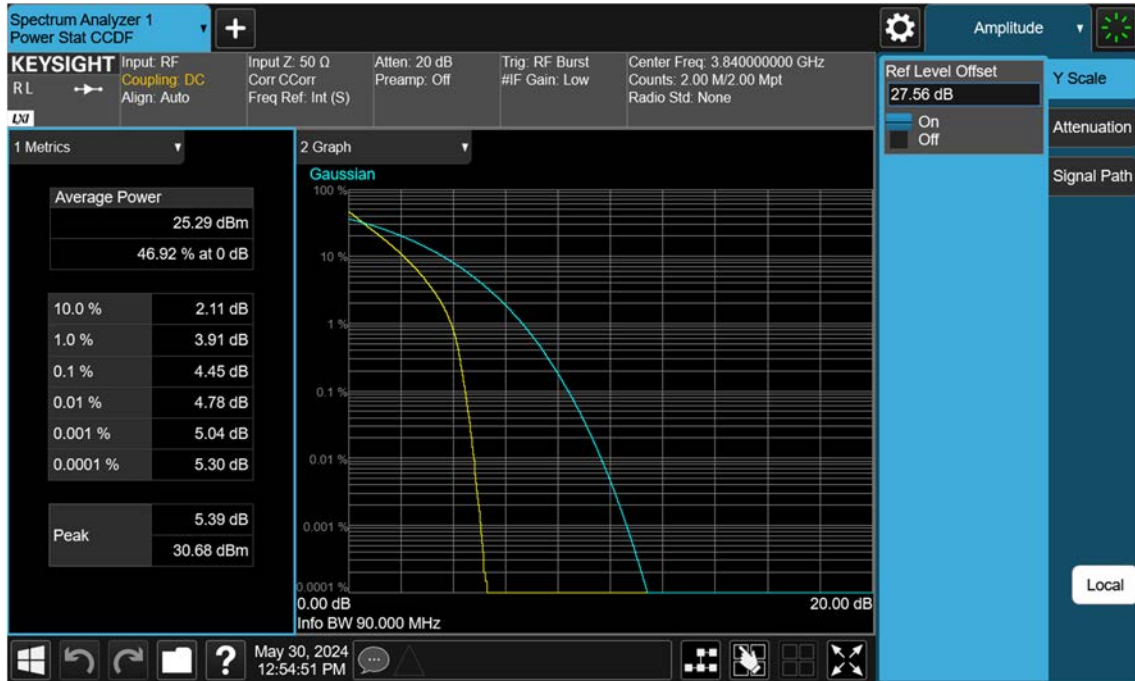 Spectrum Analyzer 1
Power Stat CCDF
+
Amplitude
KEYSIGHT
R L
LXI
Input: RF
Coupling: DC
Align: Auto
Input Z: 50 Ω
Corr CCorr
Freq Ref: Int (S)
Atten: 20 dB
Preamp: Off
Trig: RF Burst
#IF Gain: Low
Center Freq: 3.840000000 GHz
Counts: 2.00 M/2.00 Mpt
Radio Std: None
Ref Level Offset
27.56 dB
On
Off
Y Scale
Attenuation
Signal Path
1 Metrics
Average Power
25.29 dBm
46.92 % at 0 dB
10.0 % 2.11 dB
1.0 % 3.91 dB
0.1 % 4.45 dB
0.01 % 4.78 dB
0.001 % 5.04 dB
0.0001 % 5.30 dB
Peak
5.39 dB
30.68 dBm
2 Graph
Gaussian
100 %
10 %
1 %
0.1 %
0.01 %
0.001 %
0.0001 %
0.00 dB 20.00 dB
Info BW 90.000 MHz
Local
?
May 30, 2024
12:54:51 PM